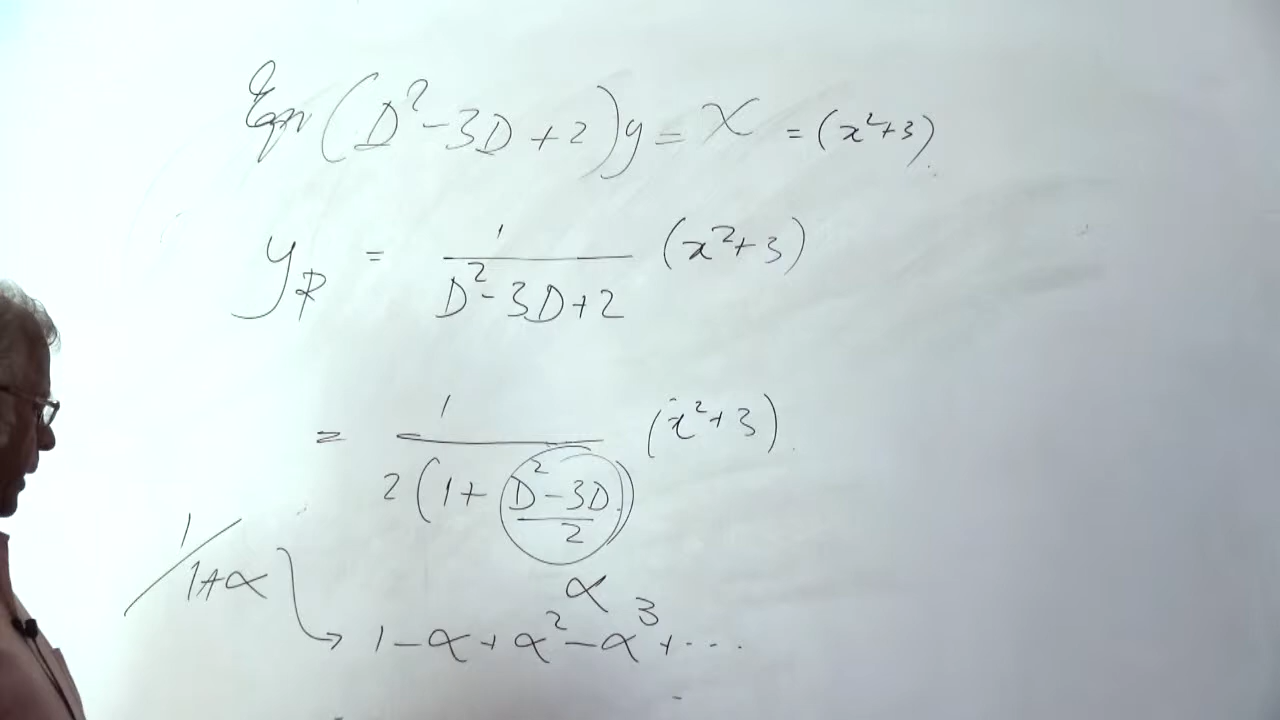 Eqn (D²-3D+2)y = X = (x²+3)
y_P = 1/(D²-3D+2) (x²+3)
= 1/(2(1+(D²-3D)/2)) (x²+3)
1/(1+α) α
→ 1-α+α²-α³+...